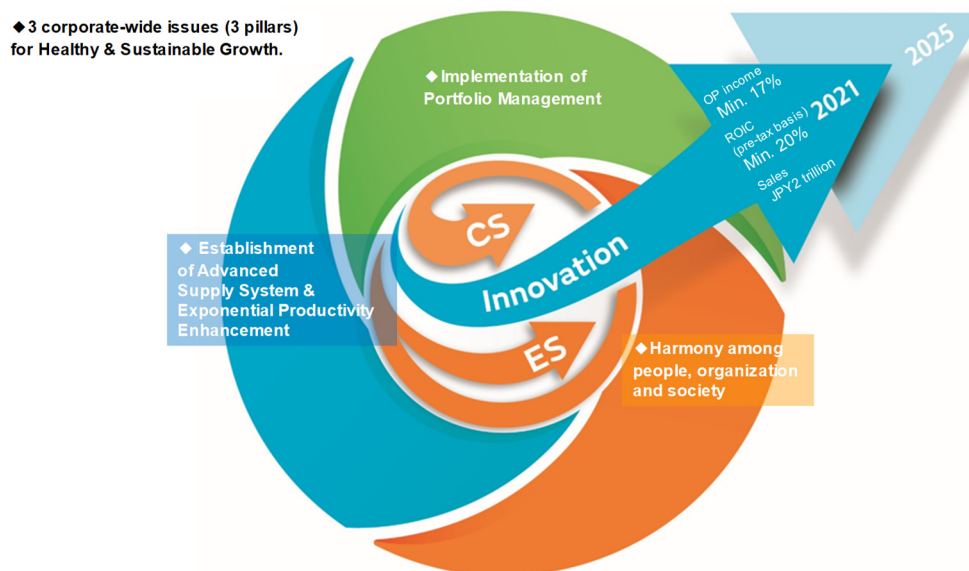 ◆3 corporate-wide issues (3 pillars)
for Healthy & Sustainable Growth.
◆Implementation of
Portfolio Management
2025
2021
OP income
Min. 17%
ROIC
(pre-tax basis)
Min. 20%
Sales
JPY2 trillion
CS
Innovation
ES
◆ Establishment
of Advanced
Supply System &
Exponential Productivity
Enhancement
◆Harmony among
people, organization
and society